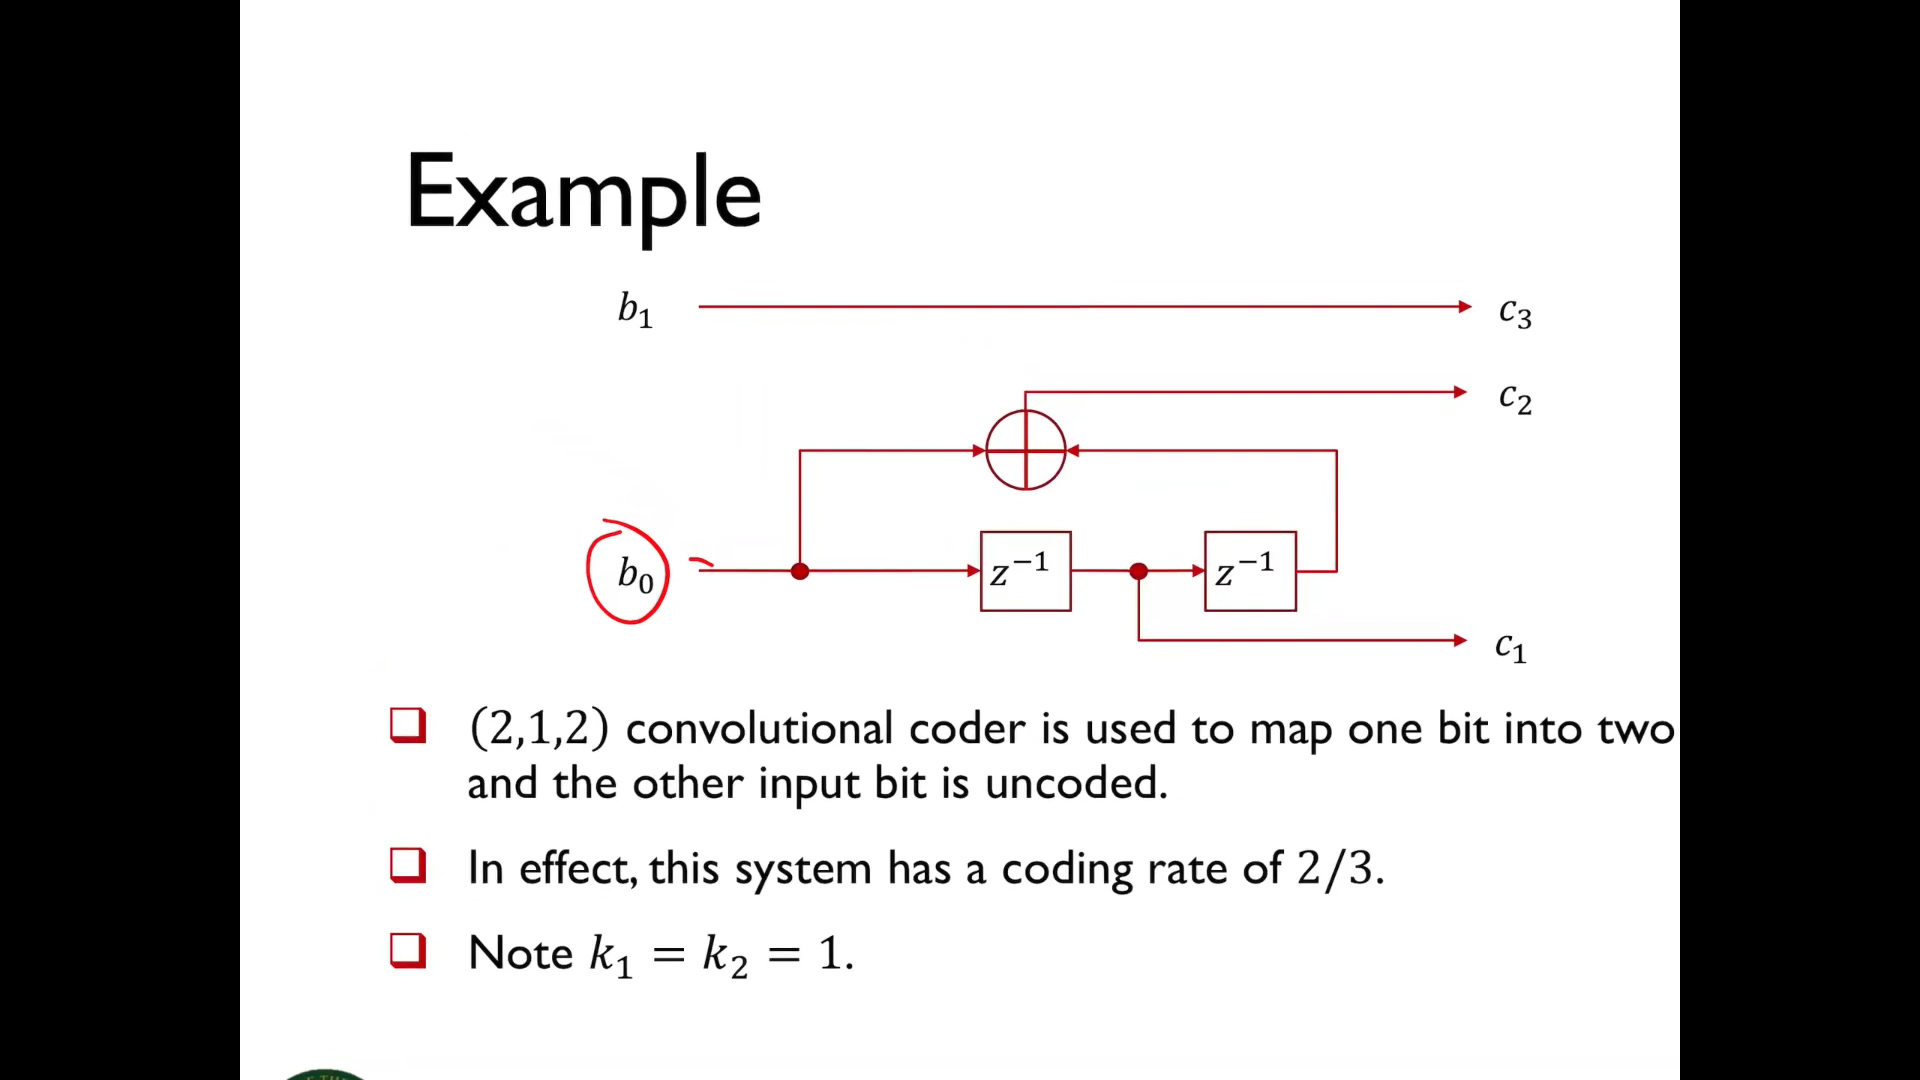 Example
b₁ c₃
c₂
b₀ z⁻¹ z⁻¹
c₁
(2,1,2) convolutional coder is used to map one bit into two
and the other input bit is uncoded.
In effect, this system has a coding rate of 2/3.
Note k₁ = k₂ = 1.